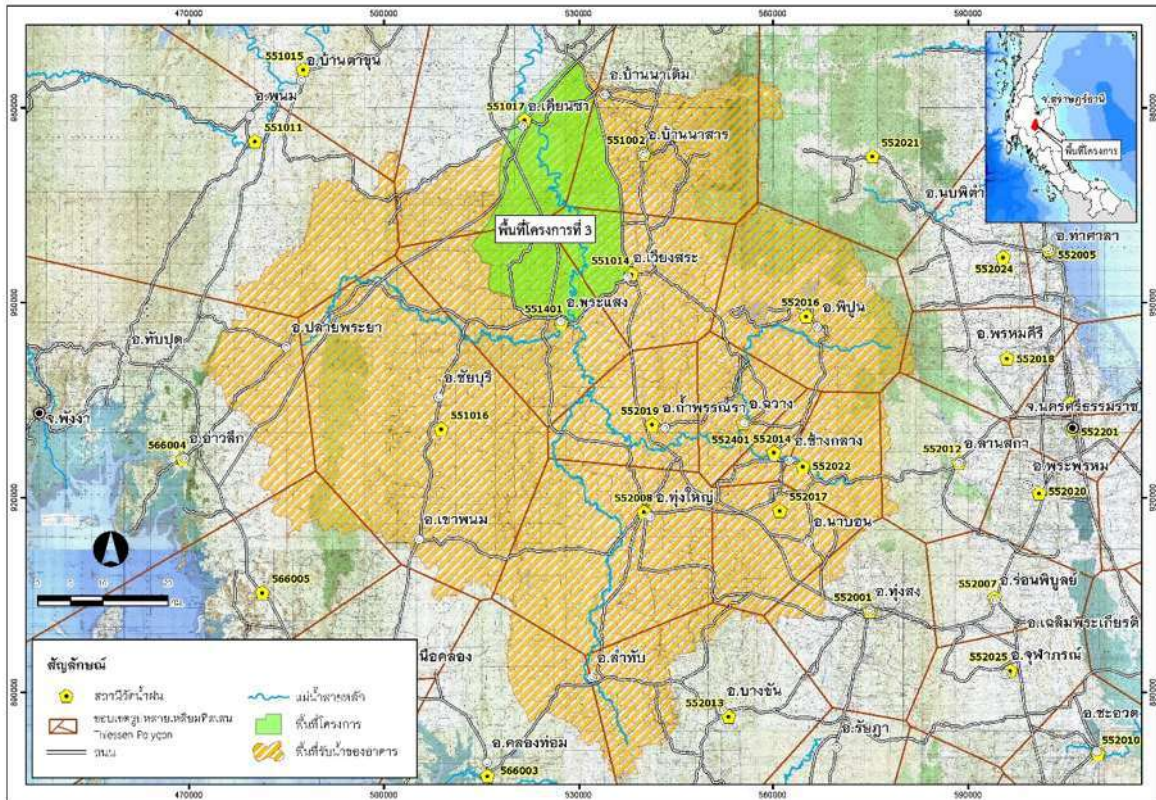 470000 500000 530000 560000 590000
551015
อ.บ้านตาขุน
อ.พนม
551011
551017
อ.เคียนซา
อ.บ้านนาเดิม
551002
อ.บ้านนาสาร
552021
อ.นบพิตำ
จ.สุราษฎร์ธานี
พื้นที่โครงการ
พื้นที่โครงการที่ 3
551014
อ.เวียงสระ
อ.ท่าศาลา
552005
552024
551401
อ.พระแสง
552016
อ.พิปูน
อ.ปลายพระยา
อ.ทับปุด
อ.พรหมคีรี
552018
อ.ชัยบุรี
จ.พังงา
551016
552019
อ.ถ้ำพรรณรา
อ.ฉวาง
จ.นครศรีธรรมราช
552201
566004
อ.อ่าวลึก
552401
552014
อ.ช้างกลาง
552022
552012
อ.ลานสกา
อ.พระพรหม
552020
552008
อ.ทุ่งใหญ่
552017
อ.นาบอน
อ.เขาพนม
566005
552001
อ.ทุ่งสง
552007
อ.ร่อนพิบูลย์
อ.เฉลิมพระเกียรติ
552025
อ.จุฬาภรณ์
อ.ลำทับ
นือคลอง
552013
อ.บางขัน
อ.รัษฎา
อ.ชะอวด
552010
อ.คลองท่อม
566003
980000
950000
920000
สัญลักษณ์
สถานีวัดน้ำฝน
แม่น้ำสายหลัก
Thiessen Polygon
พื้นที่โครงการ
ถนน
พื้นที่รับน้ำของอาคาร
470000 500000 530000 560000 590000